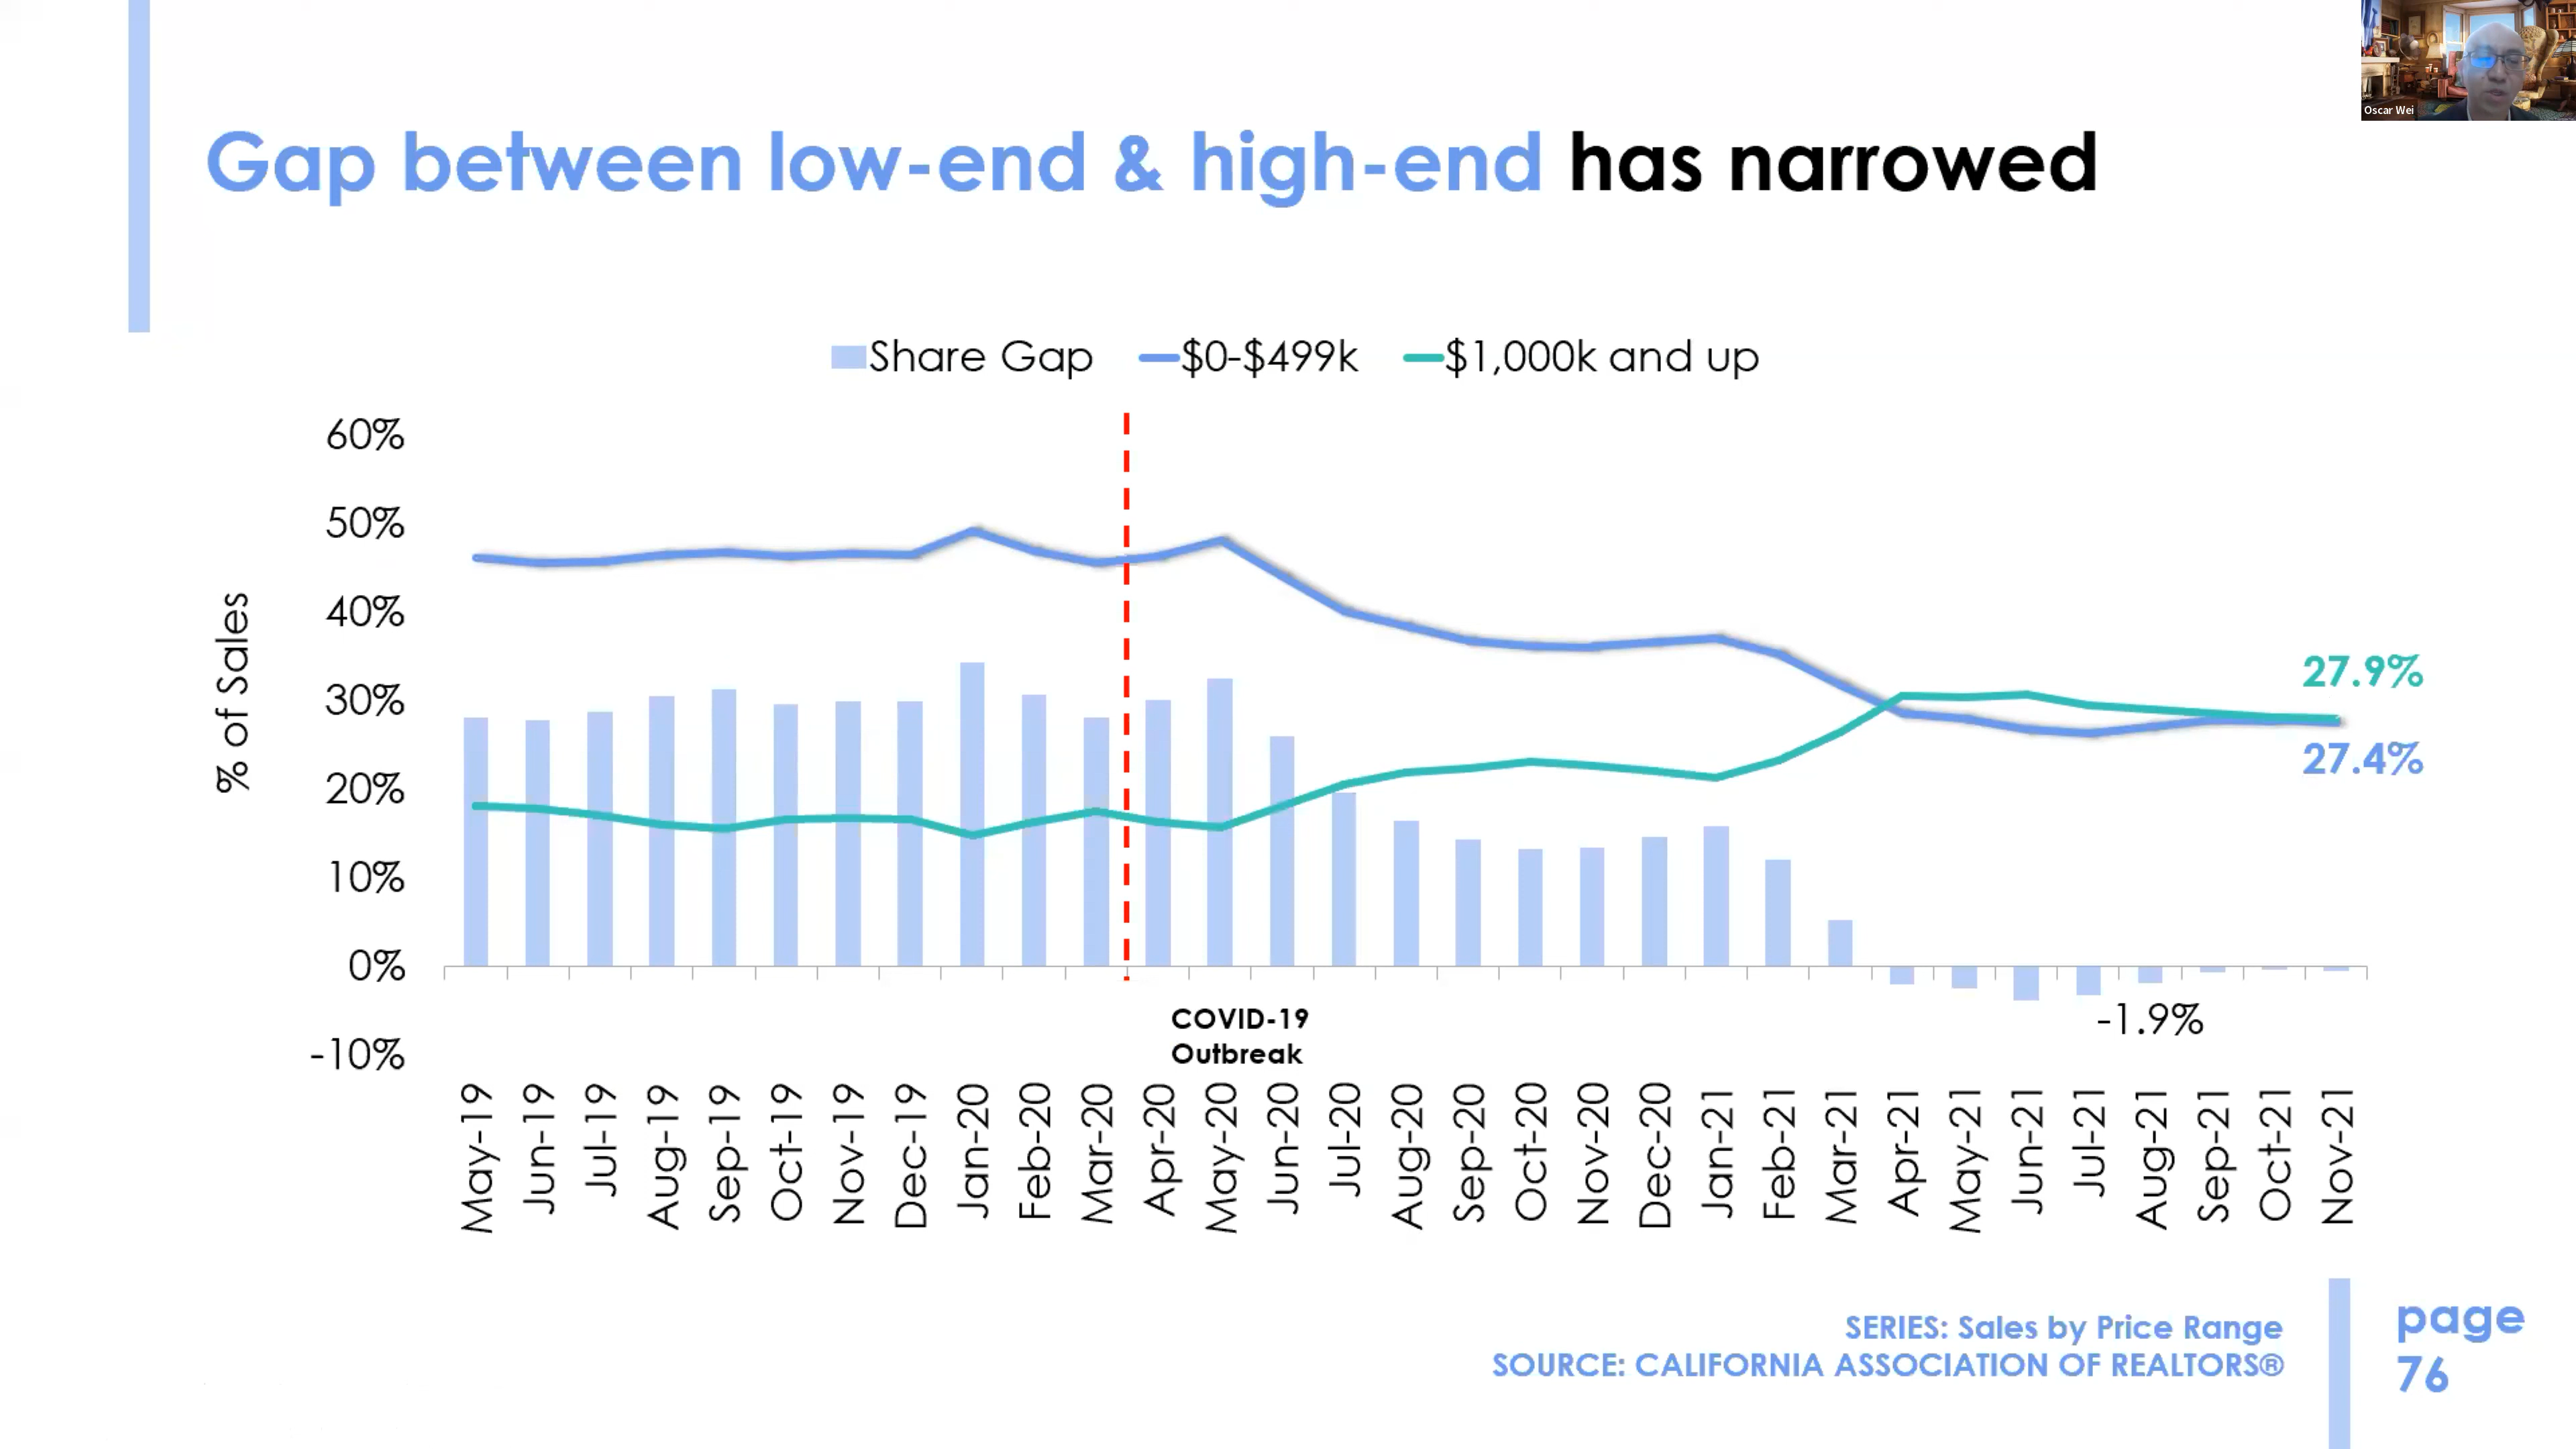 Oscar Wei
Gap between low-end & high-end has narrowed
Share Gap
$0-$499k
$1,000k and up
60%
50%
40%
30%
20%
10%
0%
-10%
% of Sales
27.9%
27.4%
-1.9%
COVID-19
Outbreak
May-19
Jun-19
Jul-19
Aug-19
Sep-19
Oct-19
Nov-19
Dec-19
Jan-20
Feb-20
Mar-20
Apr-20
May-20
Jun-20
Jul-20
Aug-20
Sep-20
Oct-20
Nov-20
Dec-20
Jan-21
Feb-21
Mar-21
Apr-21
May-21
Jun-21
Jul-21
Aug-21
Sep-21
Oct-21
Nov-21
SERIES: Sales by Price Range
SOURCE: CALIFORNIA ASSOCIATION OF REALTORS®
page
76